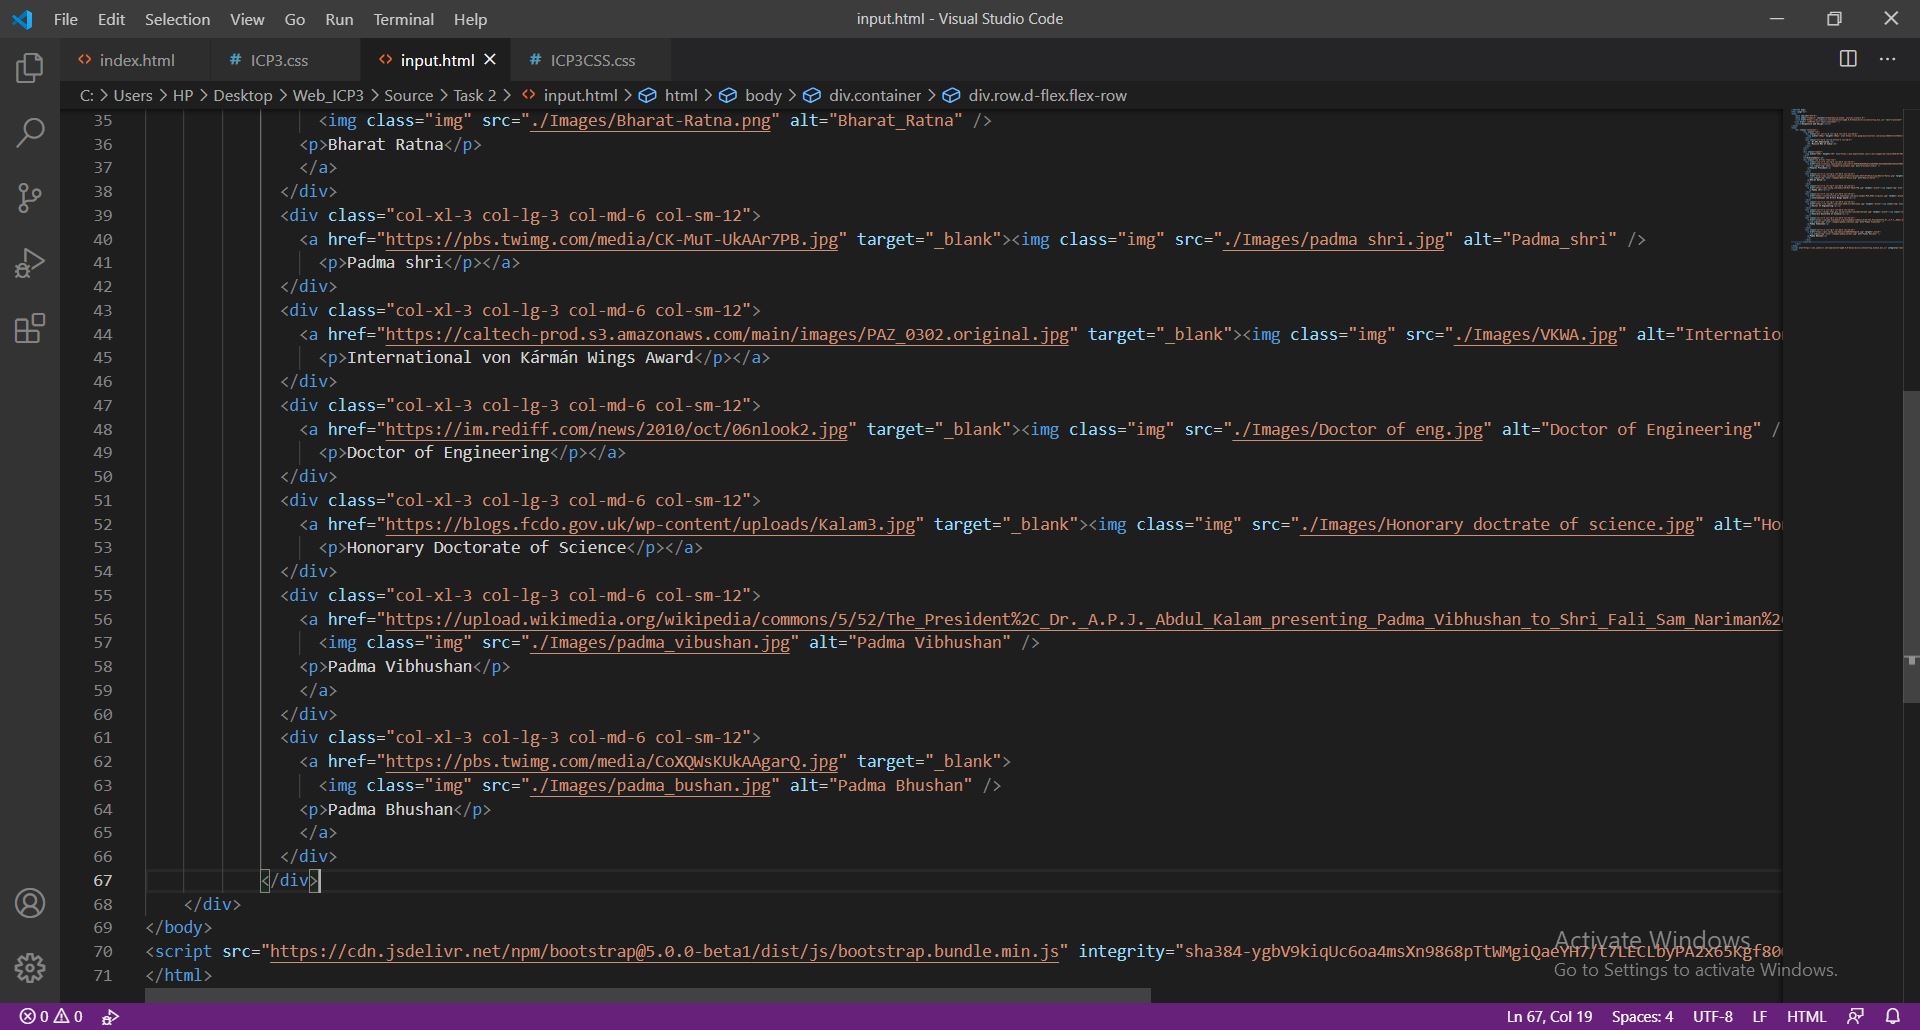 File Edit Selection View Go Run Terminal Help input.html - Visual Studio Code
index.html ICP3.css input.html ICP3CSS.css
C: > Users > HP > Desktop > Web_ICP3 > Source > Task 2 > input.html > html > body > div.container > div.row.d-flex.flex-row
35 <img class="img" src="./Images/Bharat-Ratna.png" alt="Bharat_Ratna" />
36 <p>Bharat Ratna</p>
37 </a>
38 </div>
39 <div class="col-xl-3 col-lg-3 col-md-6 col-sm-12">
40 <a href="https://pbs.twimg.com/media/CK-MuT-UkAAr7PB.jpg" target="_blank"><img class="img" src="./Images/padma shri.jpg" alt="Padma_shri" />
41 <p>Padma shri</p></a>
42 </div>
43 <div class="col-xl-3 col-lg-3 col-md-6 col-sm-12">
44 <a href="https://caltech-prod.s3.amazonaws.com/main/images/PAZ_0302.original.jpg" target="_blank"><img class="img" src="./Images/VKWA.jpg" alt="Internatio
45 <p>International von Kármán Wings Award</p></a>
46 </div>
47 <div class="col-xl-3 col-lg-3 col-md-6 col-sm-12">
48 <a href="https://im.rediff.com/news/2010/oct/06nlook2.jpg" target="_blank"><img class="img" src="./Images/Doctor of eng.jpg" alt="Doctor of Engineering" /
49 <p>Doctor of Engineering</p></a>
50 </div>
51 <div class="col-xl-3 col-lg-3 col-md-6 col-sm-12">
52 <a href="https://blogs.fcdo.gov.uk/wp-content/uploads/Kalam3.jpg" target="_blank"><img class="img" src="./Images/Honorary doctrate of science.jpg" alt="Ho
53 <p>Honorary Doctorate of Science</p></a>
54 </div>
55 <div class="col-xl-3 col-lg-3 col-md-6 col-sm-12">
56 <a href="https://upload.wikimedia.org/wikipedia/commons/5/52/The_President%2C_Dr._A.P.J._Abdul_Kalam_presenting_Padma_Vibhushan_to_Shri_Fali_Sam_Nariman%2
57 <img class="img" src="./Images/padma_vibushan.jpg" alt="Padma Vibhushan" />
58 <p>Padma Vibhushan</p>
59 </a>
60 </div>
61 <div class="col-xl-3 col-lg-3 col-md-6 col-sm-12">
62 <a href="https://pbs.twimg.com/media/CoXQWsKUkAAgarQ.jpg" target="_blank">
63 <img class="img" src="./Images/padma_bushan.jpg" alt="Padma Bhushan" />
64 <p>Padma Bhushan</p>
65 </a>
66 </div>
67 </div>
68 </div>
69 </body>
70 <script src="https://cdn.jsdelivr.net/npm/bootstrap@5.0.0-beta1/dist/js/bootstrap.bundle.min.js" integrity="sha384-ygbV9kiqUc6oa4msXn9868pTtWMgiQaeYH7/t7LECLbyPA2x65Kgf80
71 </html>
Activate Windows
Go to Settings to activate Windows.
0 0 Ln 67, Col 19 Spaces: 4 UTF-8 LF HTML